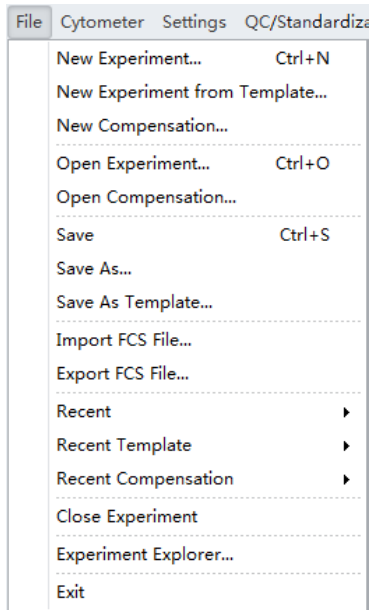 File Cytometer Settings QC/Standardiza
New Experiment... Ctrl+N
New Experiment from Template...
New Compensation...
Open Experiment... Ctrl+O
Open Compensation...
Save Ctrl+S
Save As...
Save As Template...
Import FCS File...
Export FCS File...
Recent
Recent Template
Recent Compensation
Close Experiment
Experiment Explorer...
Exit